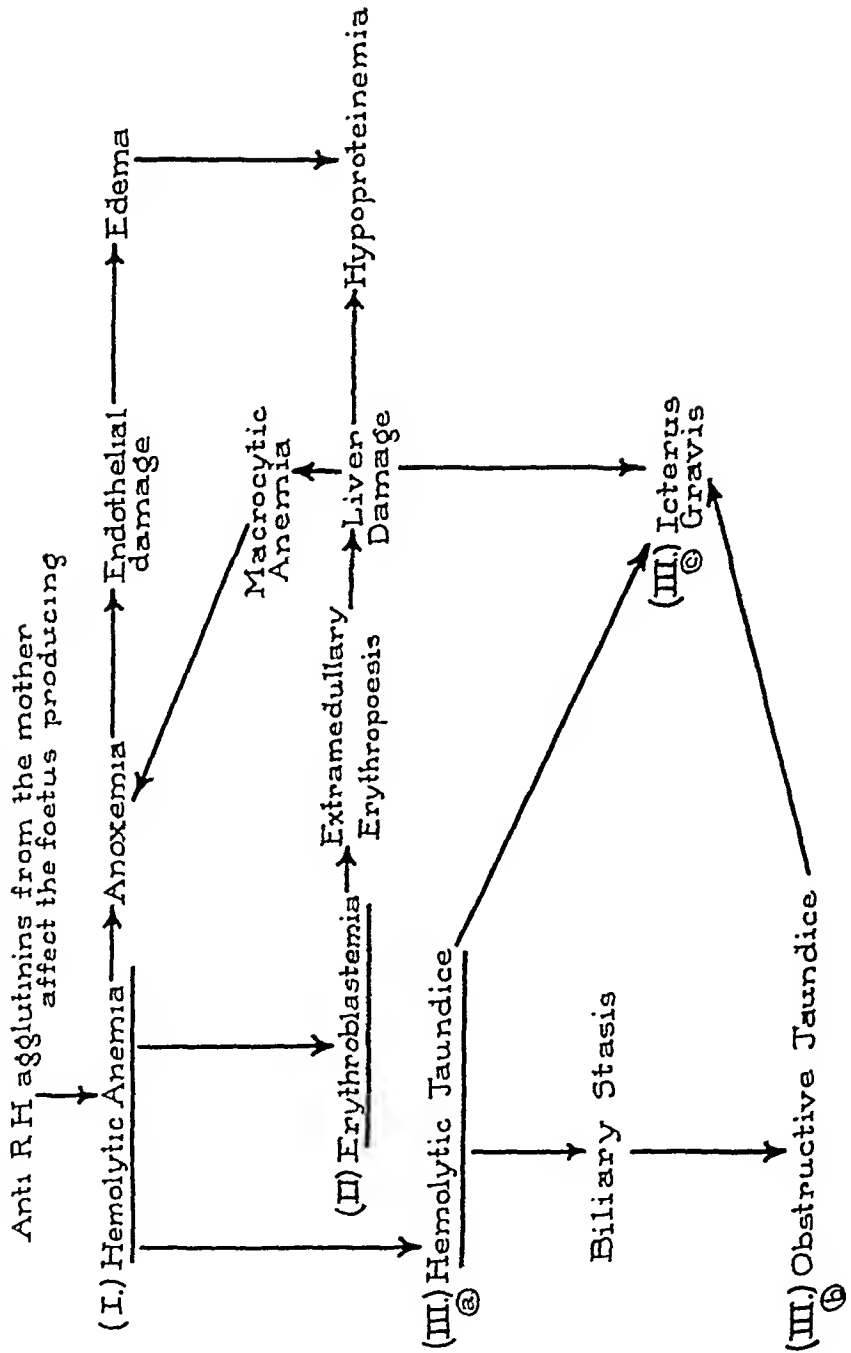 Anti RH agglutinins from the mother
affect the foetus producing
(I.) Hemolytic Anemia
Anoxemia
Endothelial
damage
Edema
Macrocytic
Anemia
(II) Erythroblastemia
Extramedullary
Erythropoesis
Liver
Damage
Hypoproteinemia
(III.) Hemolytic Jaundice
ⓐ
Biliary Stasis
(III.) Icterus
ⓒ Gravis
(III.) Obstructive Jaundice
ⓑ